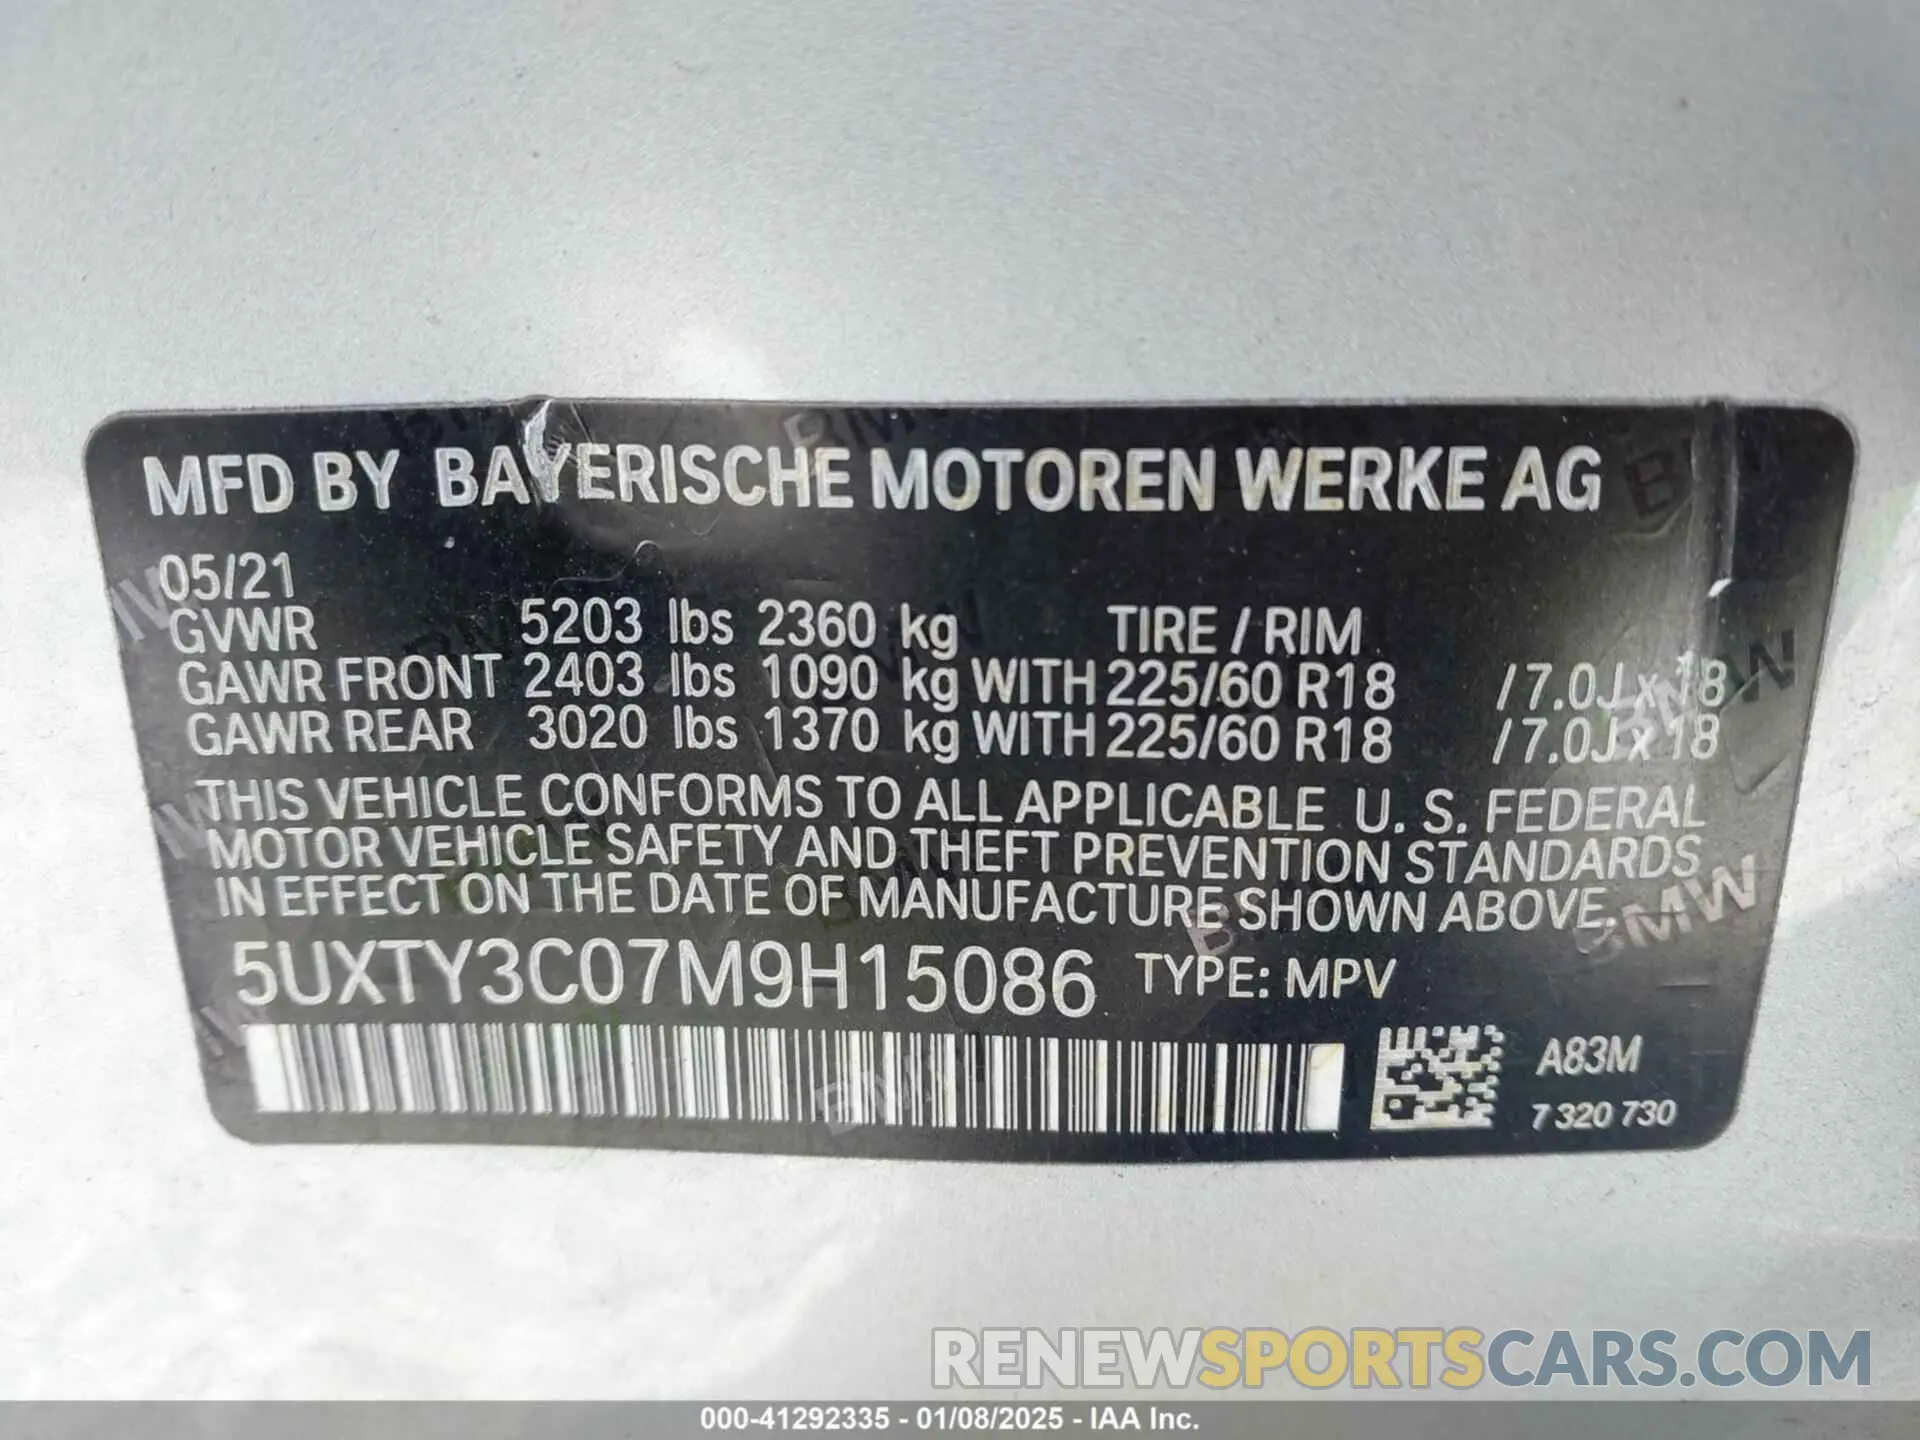 MFD BY BAYERISCHE MOTOREN WERKE AG
05/21
GVWR 5203 lbs 2360 kg TIRE / RIM
GAWR FRONT 2403 lbs 1090 kg WITH 225/60 R18 /7.0J x 18
GAWR REAR 3020 lbs 1370 kg WITH 225/60 R18 /7.0J x 18
THIS VEHICLE CONFORMS TO ALL APPLICABLE U. S. FEDERAL
MOTOR VEHICLE SAFETY AND THEFT PREVENTION STANDARDS
IN EFFECT ON THE DATE OF MANUFACTURE SHOWN ABOVE.
5UXTY3C07M9H15086 TYPE: MPV
A83M
7 320 730
RENEWSPORTSCARS.COM
000-41292335 - 01/08/2025 - IAA Inc.